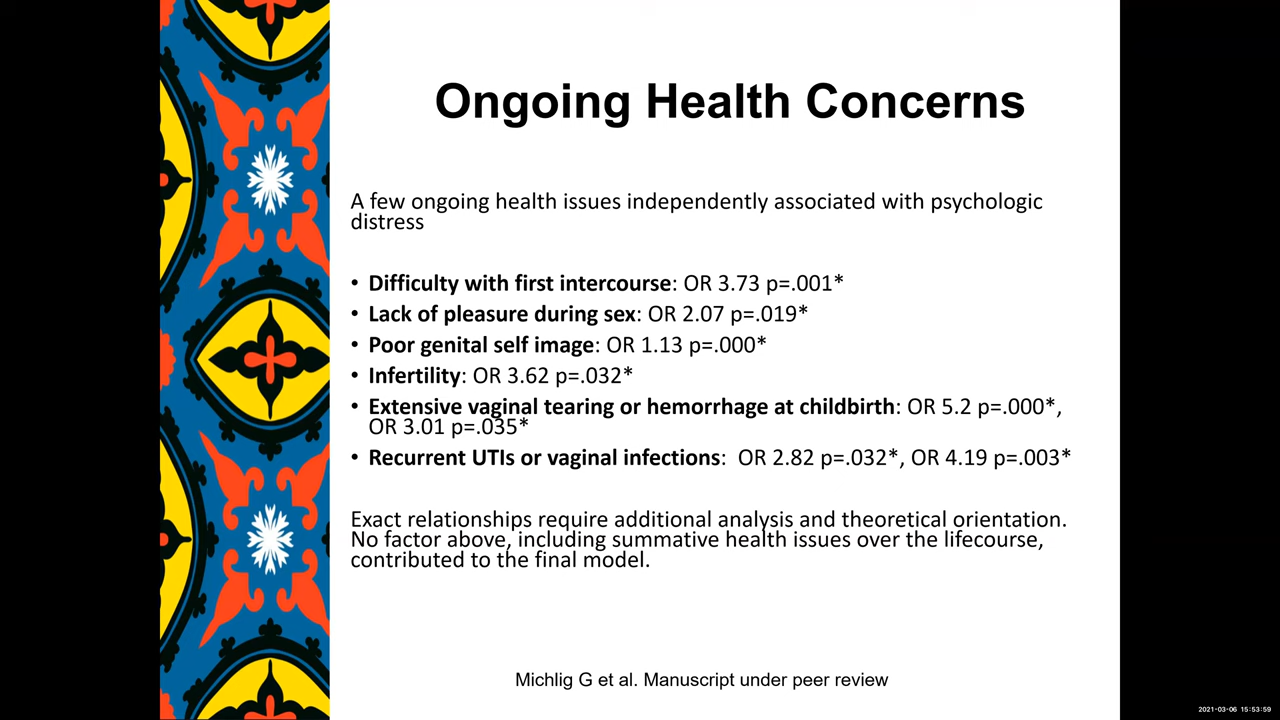 Ongoing Health Concerns
A few ongoing health issues independently associated with psychologic
distress
• Difficulty with first intercourse: OR 3.73 p=.001*
• Lack of pleasure during sex: OR 2.07 p=.019*
• Poor genital self image: OR 1.13 p=.000*
• Infertility: OR 3.62 p=.032*
• Extensive vaginal tearing or hemorrhage at childbirth: OR 5.2 p=.000*,
OR 3.01 p=.035*
• Recurrent UTIs or vaginal infections: OR 2.82 p=.032*, OR 4.19 p=.003*
Exact relationships require additional analysis and theoretical orientation.
No factor above, including summative health issues over the lifecourse,
contributed to the final model.
Michlig G et al. Manuscript under peer review
2021-03-06 15:53:59